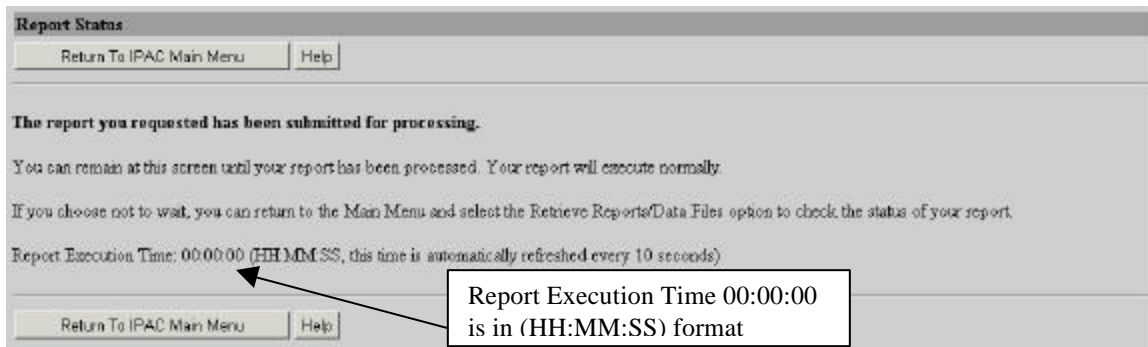 Report Status
Return To IPAC Main Menu Help
The report you requested has been submitted for processing.
You can remain at this screen until your report has been processed. Your report will execute normally.
If you choose not to wait, you can return to the Main Menu and select the Retrieve Reports/Data Files option to check the status of your report.
Report Execution Time: 00:00:00 (HH:MM:SS, this time is automatically refreshed every 10 seconds)
Report Execution Time 00:00:00
is in (HH:MM:SS) format
Return To IPAC Main Menu Help